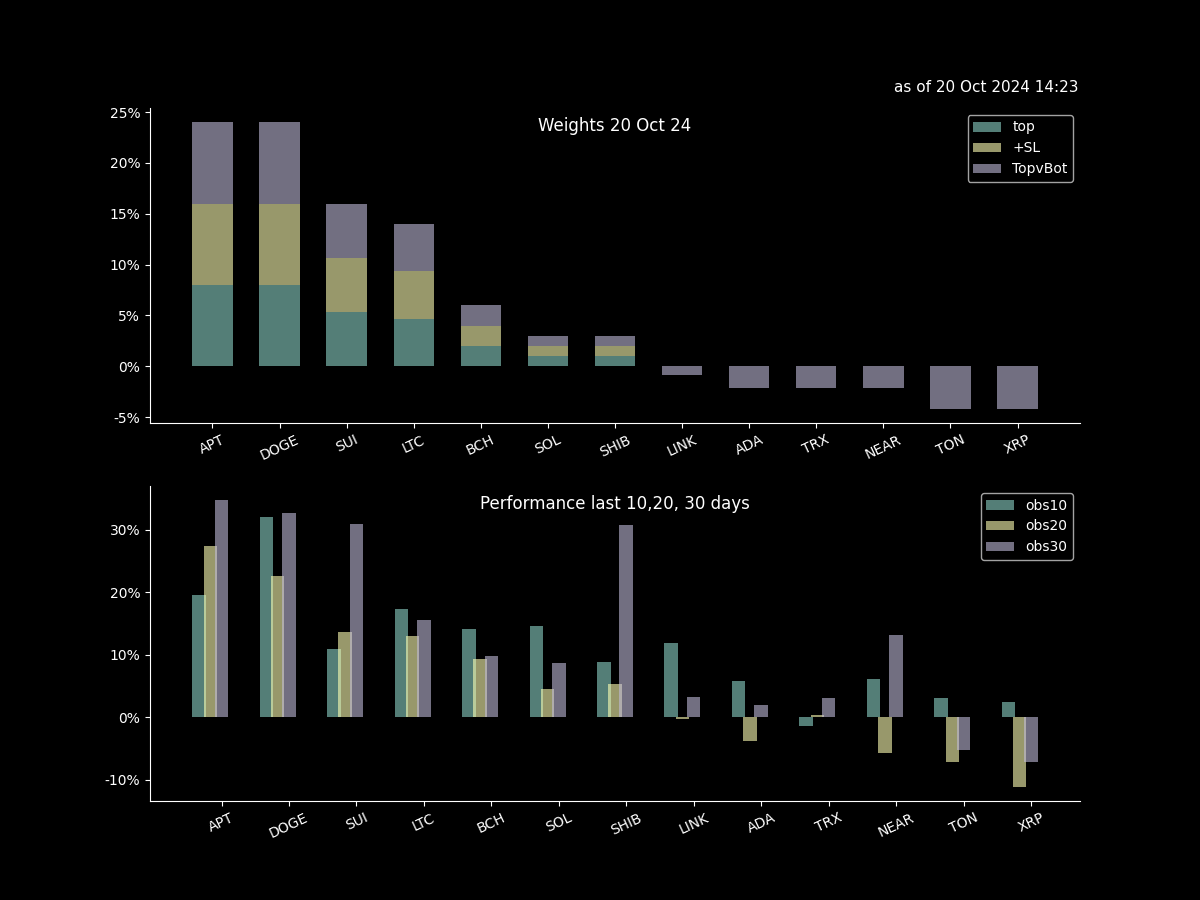 as of 20 Oct 2024 14:23
Weights 20 Oct 24
top
+SL
TopvBot
25%
20%
15%
10%
5%
0%
-5%
APT DOGE SUI LTC BCH SOL SHIB LINK ADA TRX NEAR TON XRP
Performance last 10,20, 30 days
obs10
obs20
obs30
30%
20%
10%
0%
-10%
APT DOGE SUI LTC BCH SOL SHIB LINK ADA TRX NEAR TON XRP